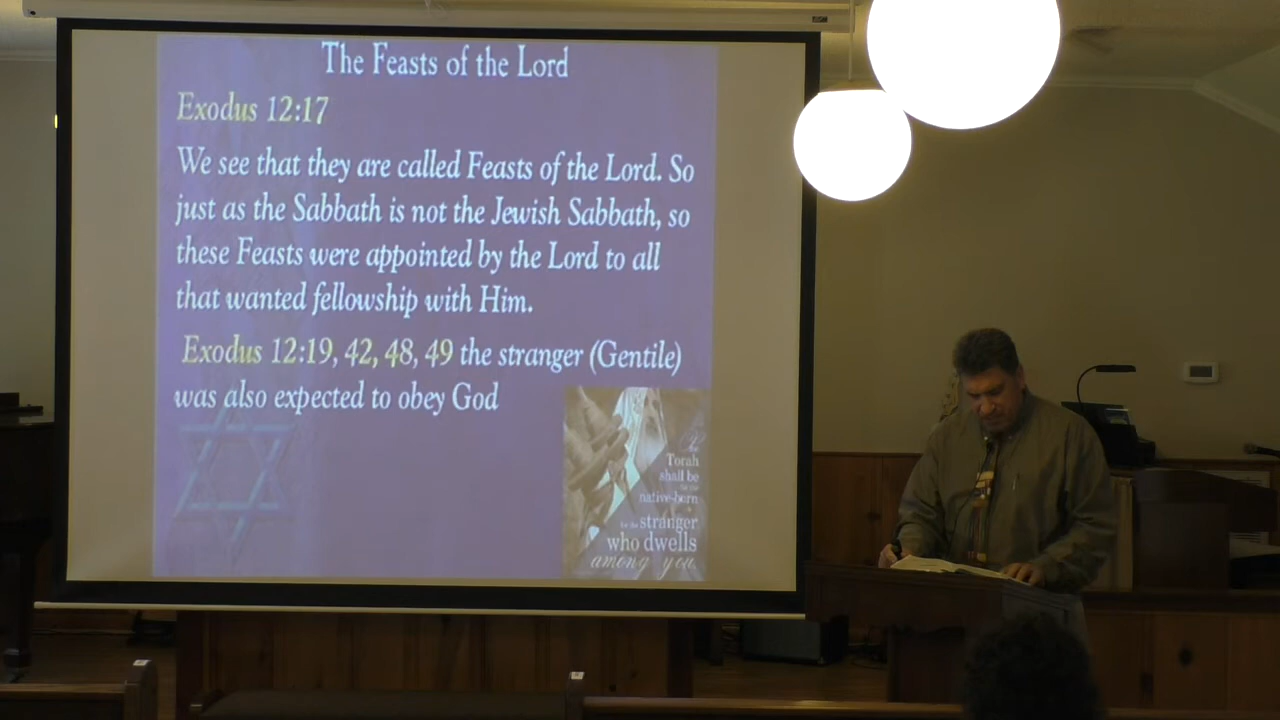 The Feasts of the Lord
Exodus 12:17
We see that they are called Feasts of the Lord. So
just as the Sabbath is not the Jewish Sabbath, so
these Feasts were appointed by the Lord to all
that wanted fellowship with Him.
Exodus 12:19, 42, 48, 49 the stranger (Gentile)
was also expected to obey God
Torah
shall be
native-born
stranger
who dwells
among you